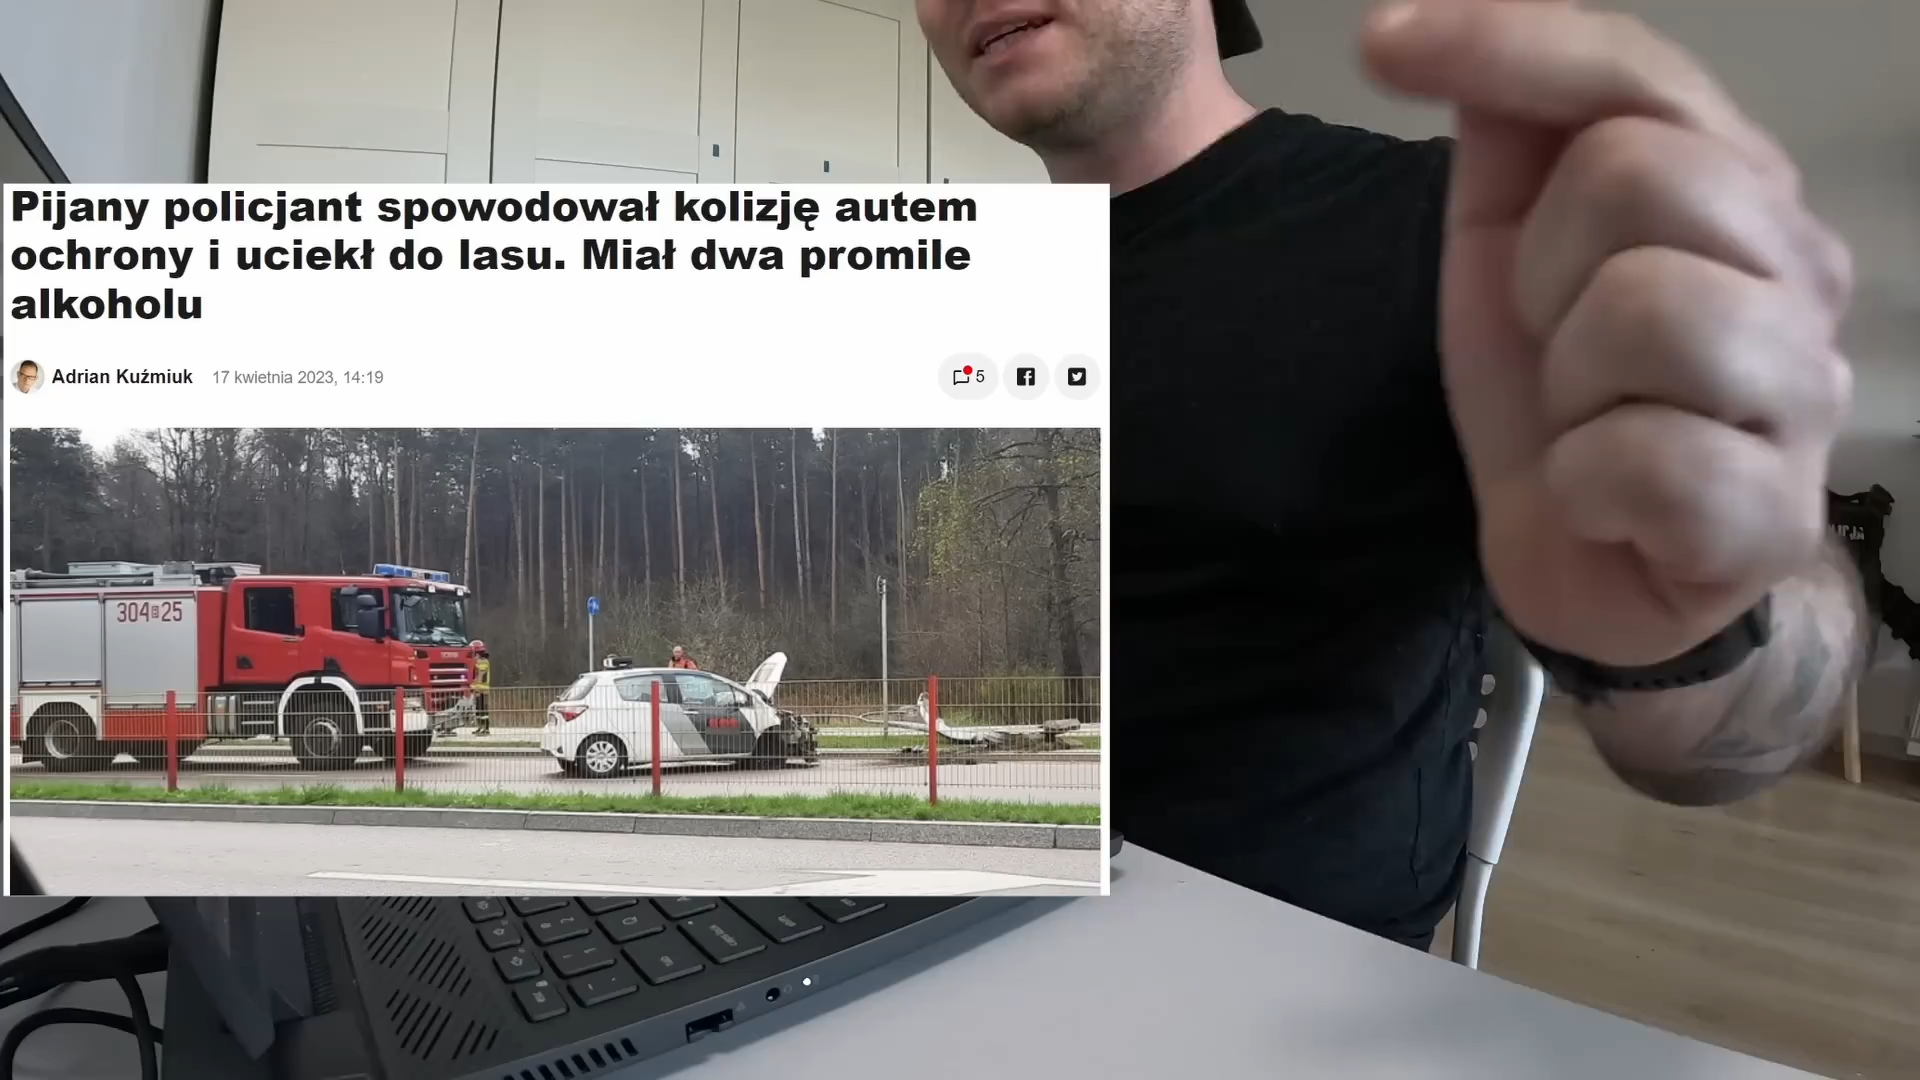 Pijany policjant spowodował kolizję autem
ochrony i uciekł do lasu. Miał dwa promile
alkoholu
Adrian Kuźmiuk 17 kwietnia 2023, 14:19
5
304 25